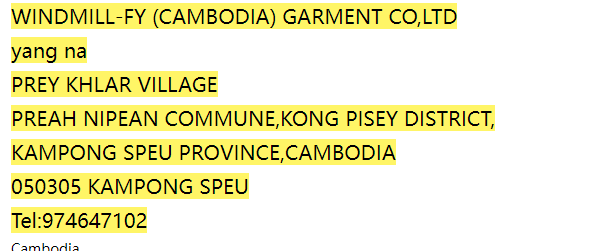 WINDMILL-FY (CAMBODIA) GARMENT CO,LTD
yang na
PREY KHLAR VILLAGE
PREAH NIPEAN COMMUNE,KONG PISEY DISTRICT,
KAMPONG SPEU PROVINCE,CAMBODIA
050305 KAMPONG SPEU
Tel:974647102
Cambodia